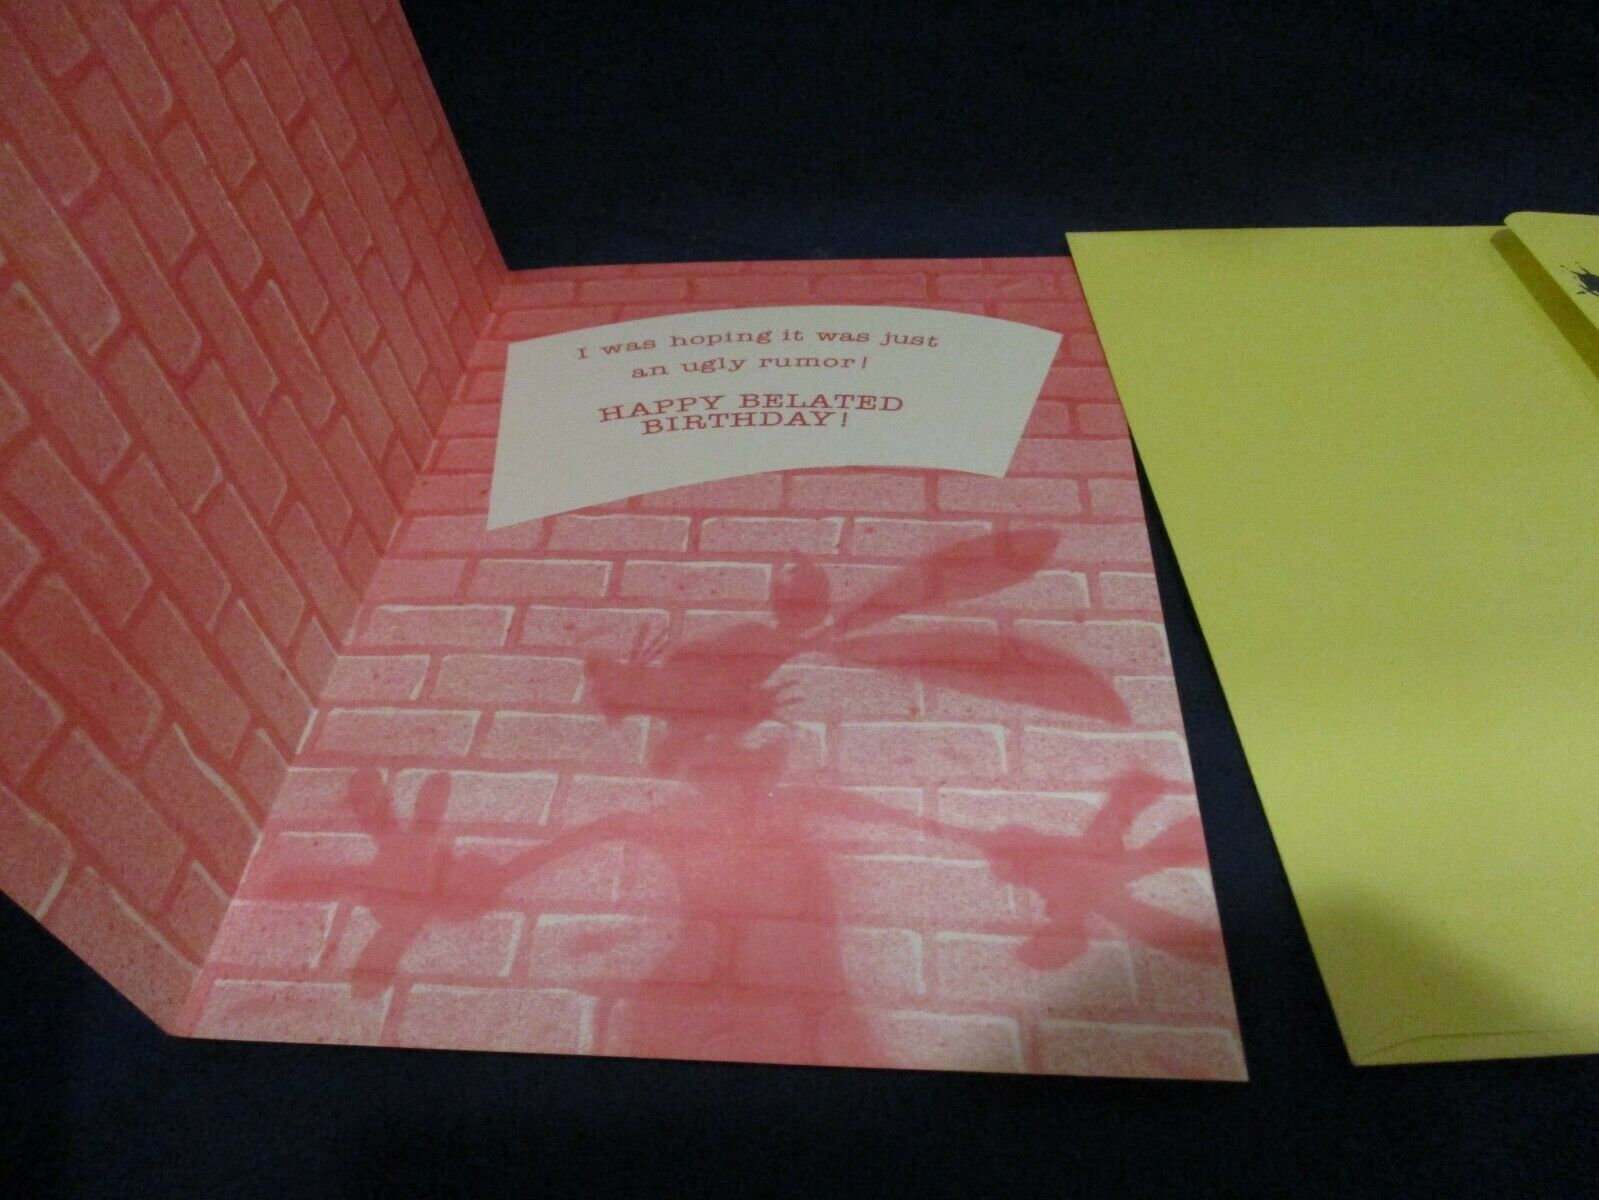 I was hoping it was just
an ugly rumor!
HAPPY BELATED
BIRTHDAY!